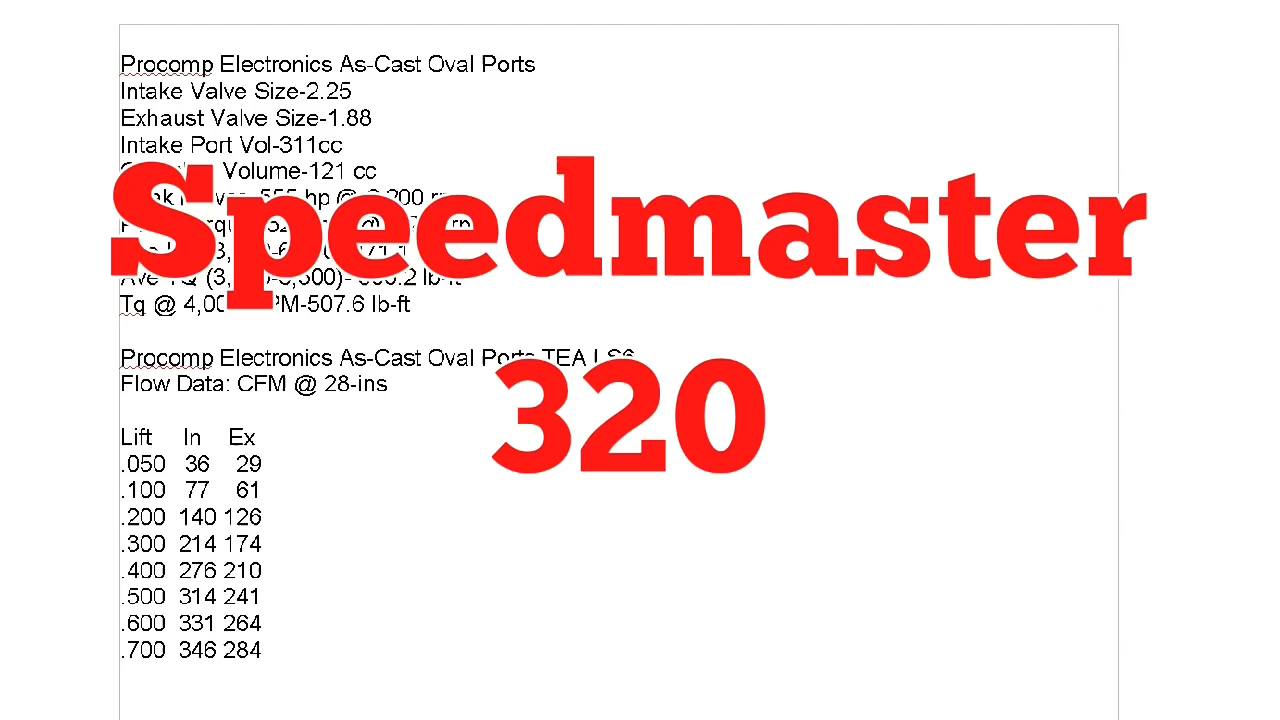 Procomp Electronics As-Cast Oval Ports
Intake Valve Size-2.25
Exhaust Valve Size-1.88
Intake Port Vol-311cc
Volume-121 cc
hp @
Speedmaster
Tq @ 507.6 lb-ft
Procomp Electronics As-Cast Oval Ports TEA LS6
Flow Data: CFM @ 28-ins
320
Lift In Ex
.050 36 29
.100 77 61
.200 140 126
.300 214 174
.400 276 210
.500 314 241
.600 331 264
.700 346 284